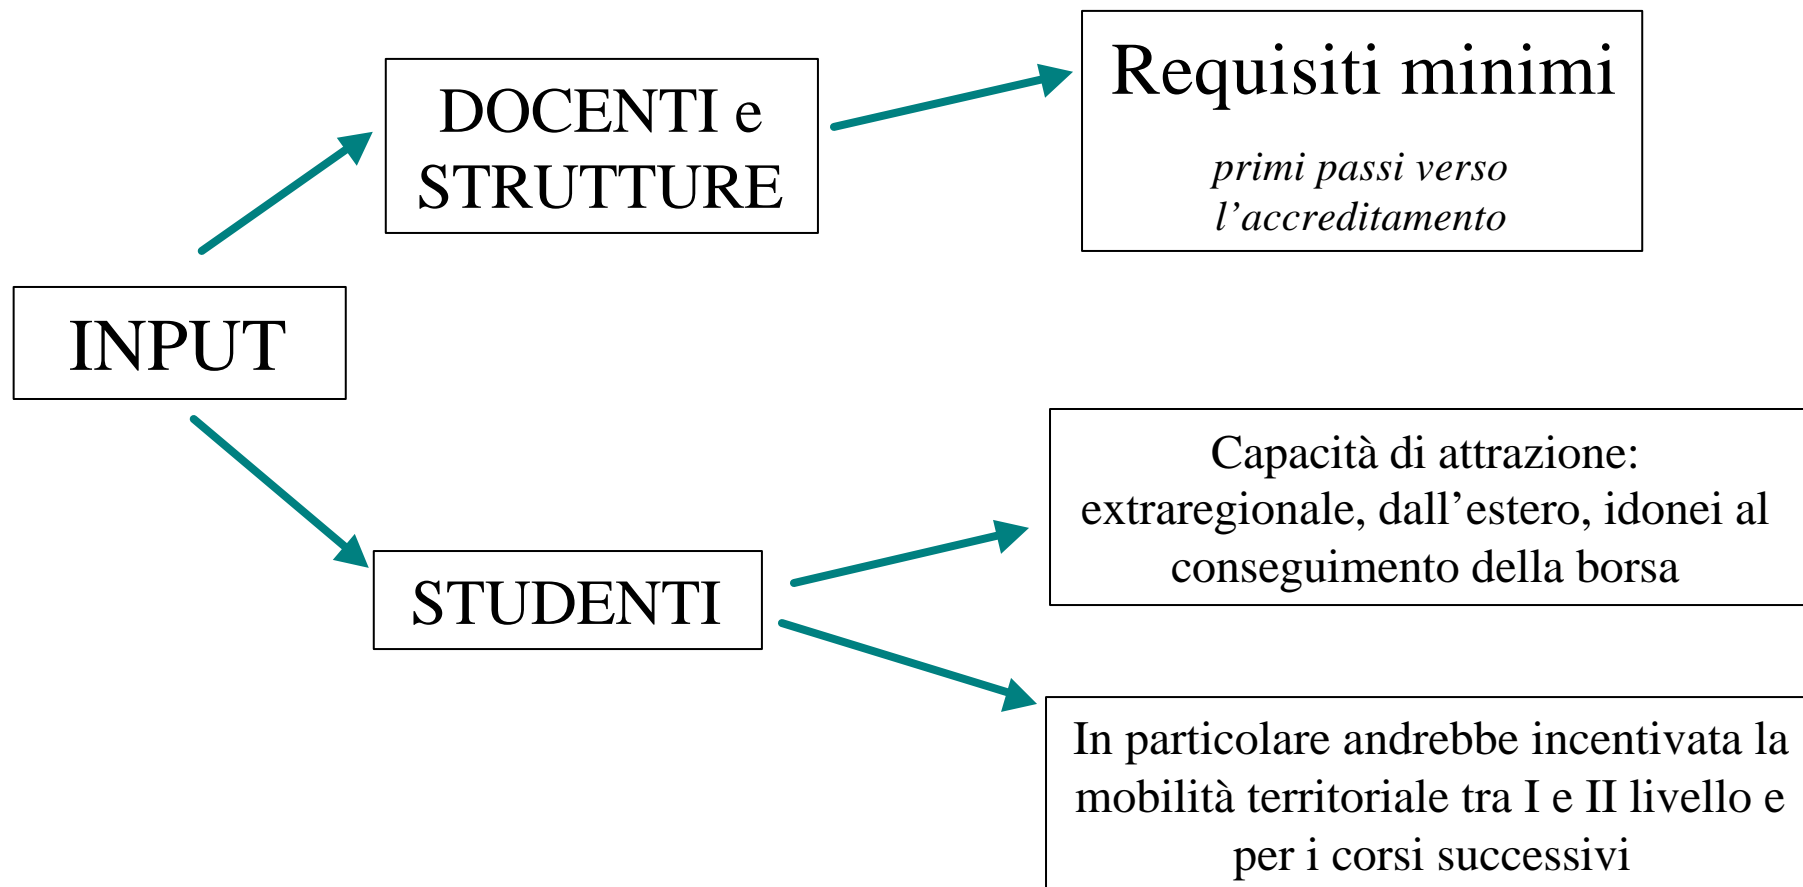 INPUT
DOCENTI e
STRUTTURE
Requisiti minimi
primi passi verso
l’accreditamento
STUDENTI
Capacità di attrazione:
extraregionale, dall’estero, idonei al
conseguimento della borsa
In particolare andrebbe incentivata la
mobilità territoriale tra I e II livello e
per i corsi successivi